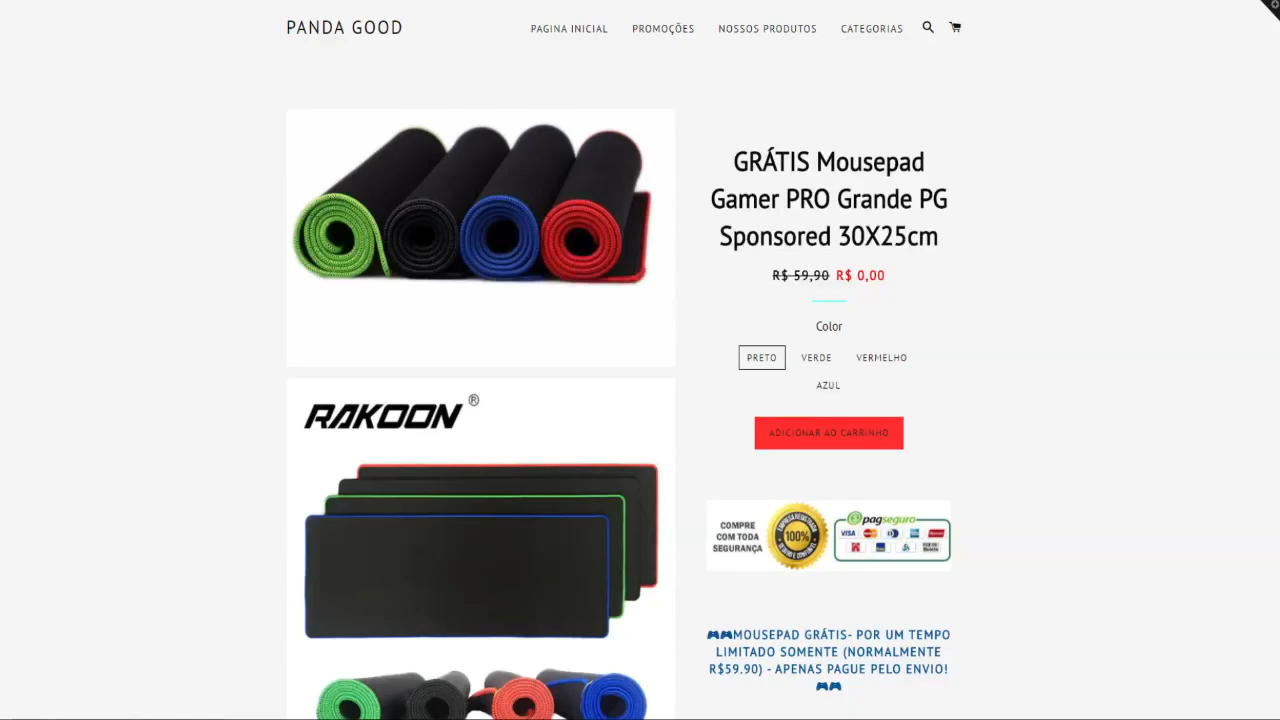 PANDA GOOD
PAGINA INICIAL PROMOÇÕES NOSSOS PRODUTOS CATEGORIAS
GRÁTIS Mousepad
Gamer PRO Grande PG
Sponsored 30X25cm
R$ 59,90 R$ 0,00
Color
PRETO VERDE VERMELHO
AZUL
ADICIONAR AO CARRINHO
RAKOON®
COMPRE
COM TODA
SEGURANÇA
100%
pagseguro
VISA
🎮🎮MOUSEPAD GRÁTIS- POR UM TEMPO
LIMITADO SOMENTE (NORMALMENTE
R$59.90) - APENAS PAGUE PELO ENVIO!
🎮🎮